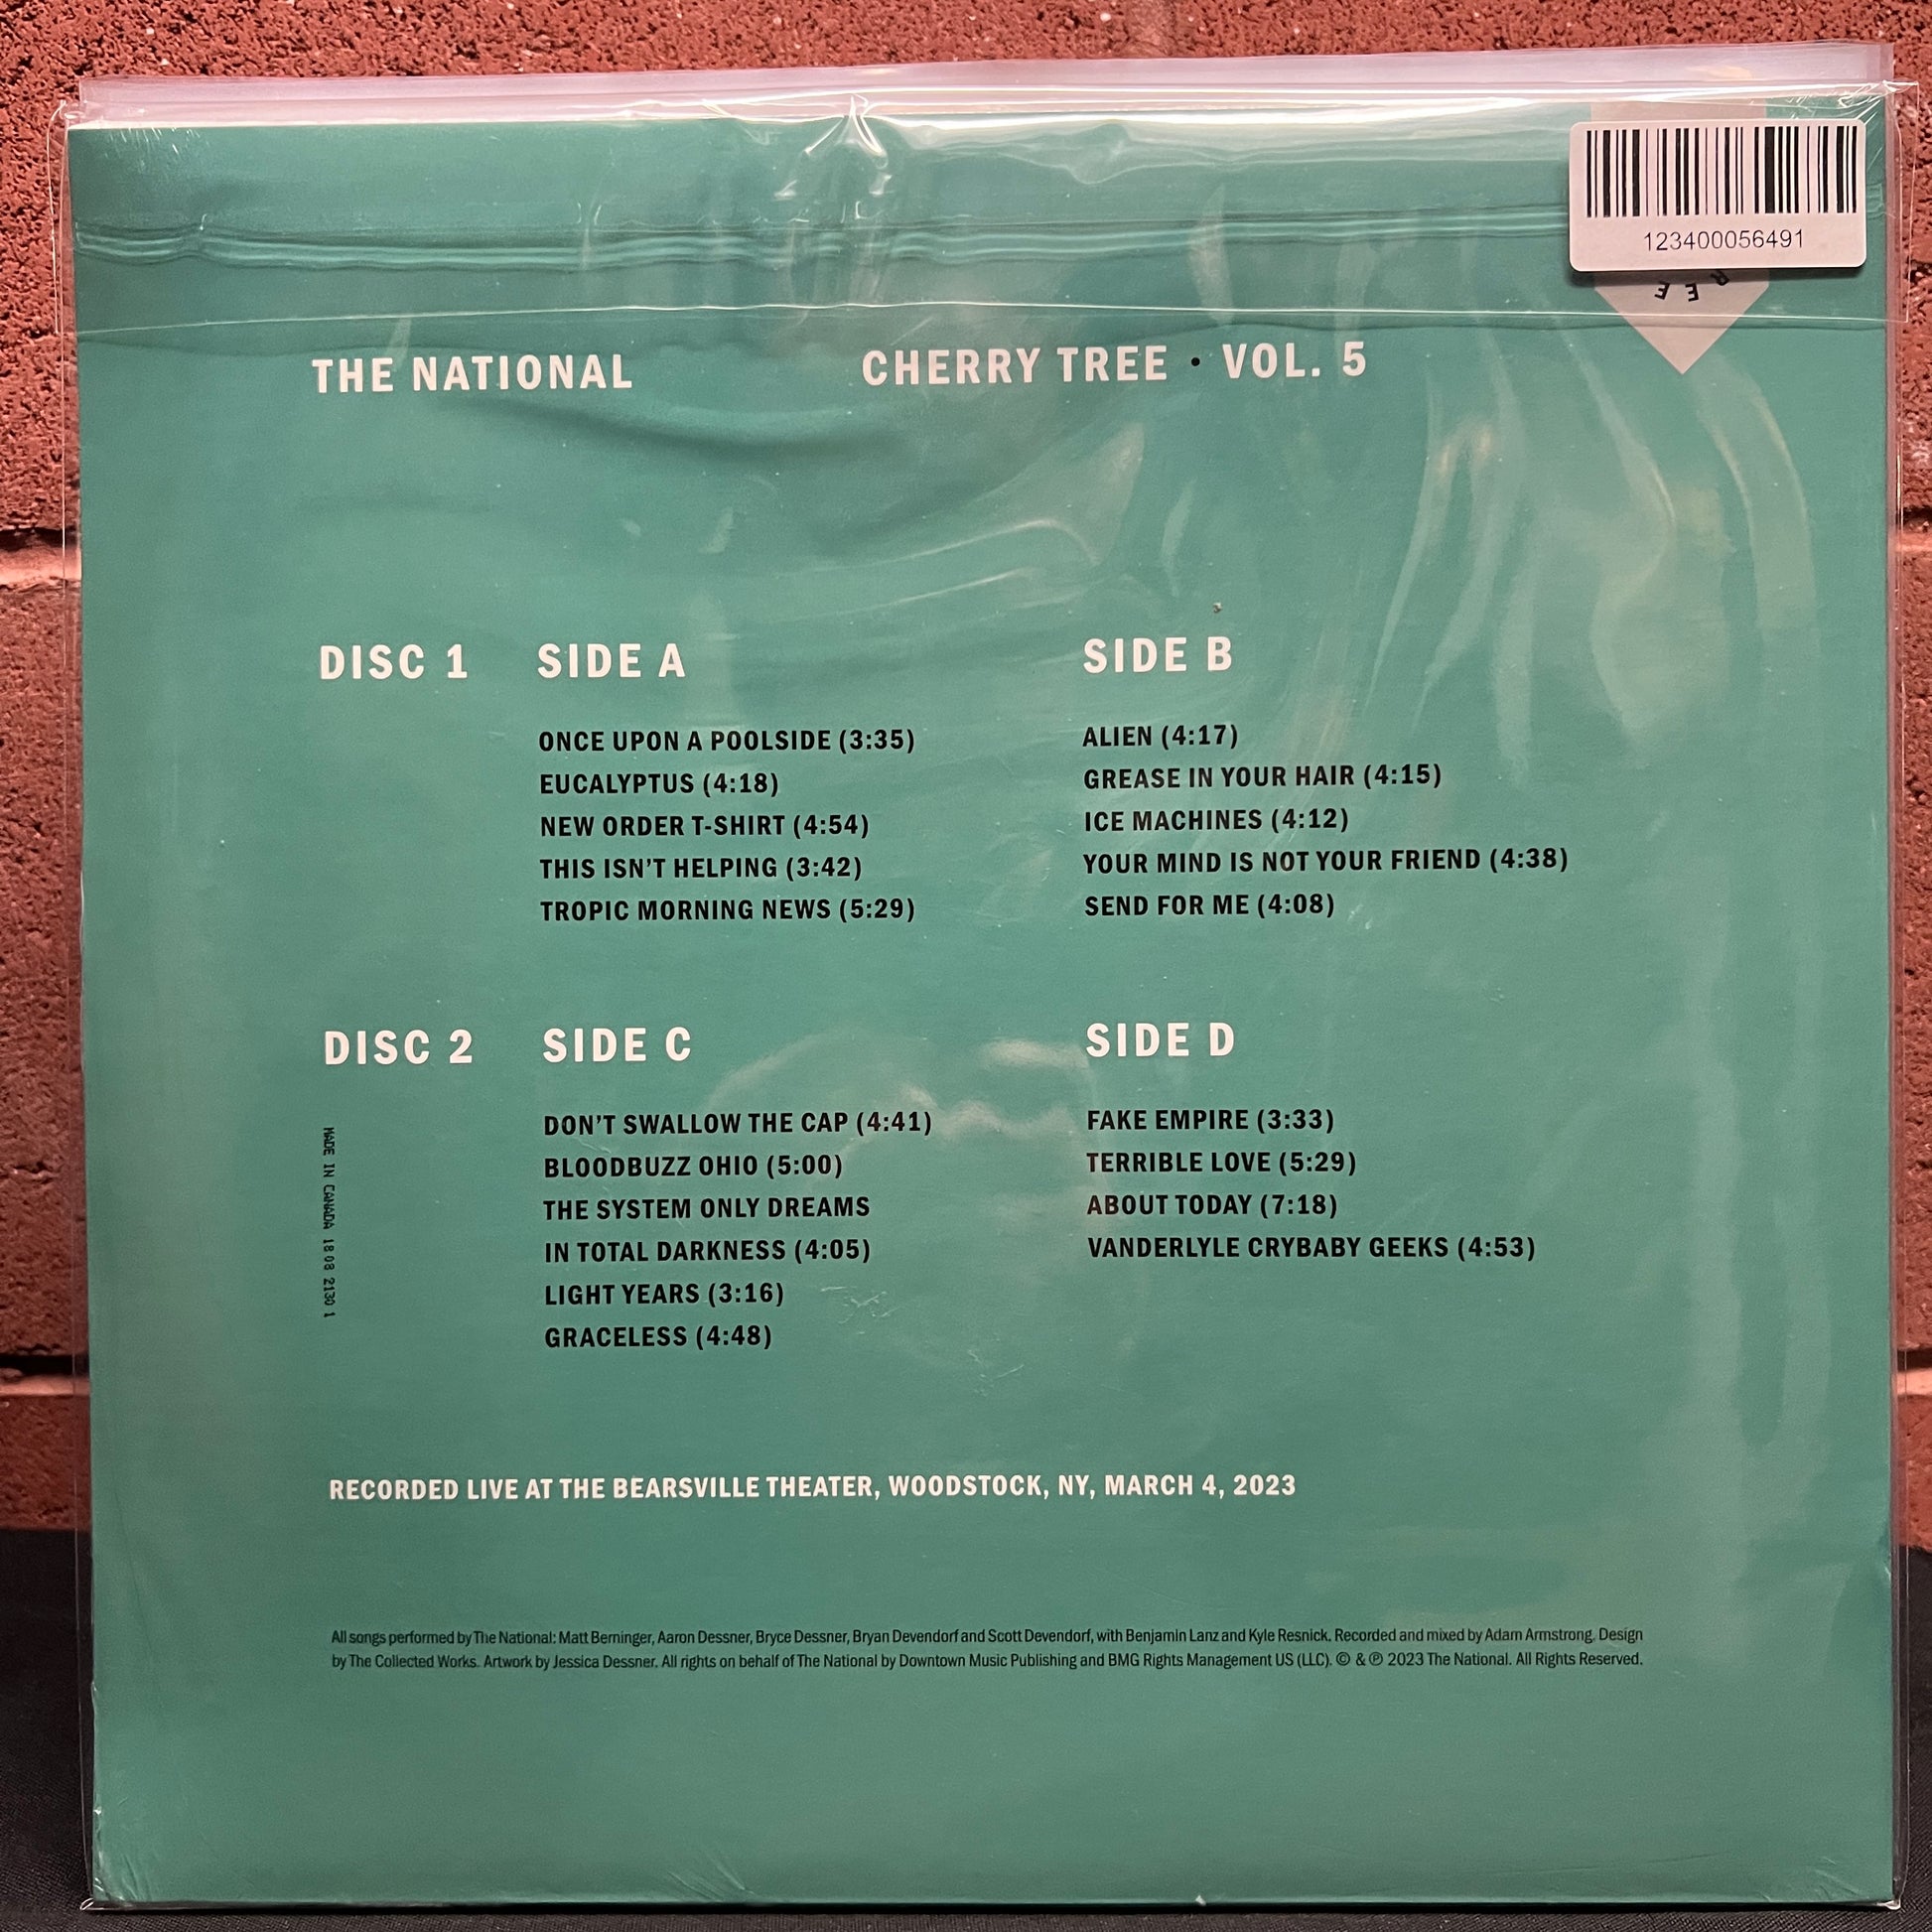 123400056491
REE
THE NATIONAL
CHERRY TREE • VOL. 5
DISC 1
SIDE A
ONCE UPON A POOLSIDE (3:35)
EUCALYPTUS (4:18)
NEW ORDER T-SHIRT (4:54)
THIS ISN'T HELPING (3:42)
TROPIC MORNING NEWS (5:29)
SIDE B
ALIEN (4:17)
GREASE IN YOUR HAIR (4:15)
ICE MACHINES (4:12)
YOUR MIND IS NOT YOUR FRIEND (4:38)
SEND FOR ME (4:08)
DISC 2
SIDE C
DON'T SWALLOW THE CAP (4:41)
BLOODBUZZ OHIO (5:00)
THE SYSTEM ONLY DREAMS
IN TOTAL DARKNESS (4:05)
LIGHT YEARS (3:16)
GRACELESS (4:48)
SIDE D
FAKE EMPIRE (3:33)
TERRIBLE LOVE (5:29)
ABOUT TODAY (7:18)
VANDERLYLE CRYBABY GEEKS (4:53)
MADE IN CANADA 18 08 2130 1
RECORDED LIVE AT THE BEARSVILLE THEATER, WOODSTOCK, NY, MARCH 4, 2023
All songs performed by The National: Matt Berninger, Aaron Dessner, Bryce Dessner, Bryan Devendorf and Scott Devendorf, with Benjamin Lanz and Kyle Resnick. Recorded and mixed by Adam Armstrong. Design
by The Collected Works. Artwork by Jessica Dessner. All rights on behalf of The National by Downtown Music Publishing and BMG Rights Management US (LLC). © & ℗ 2023 The National. All Rights Reserved.